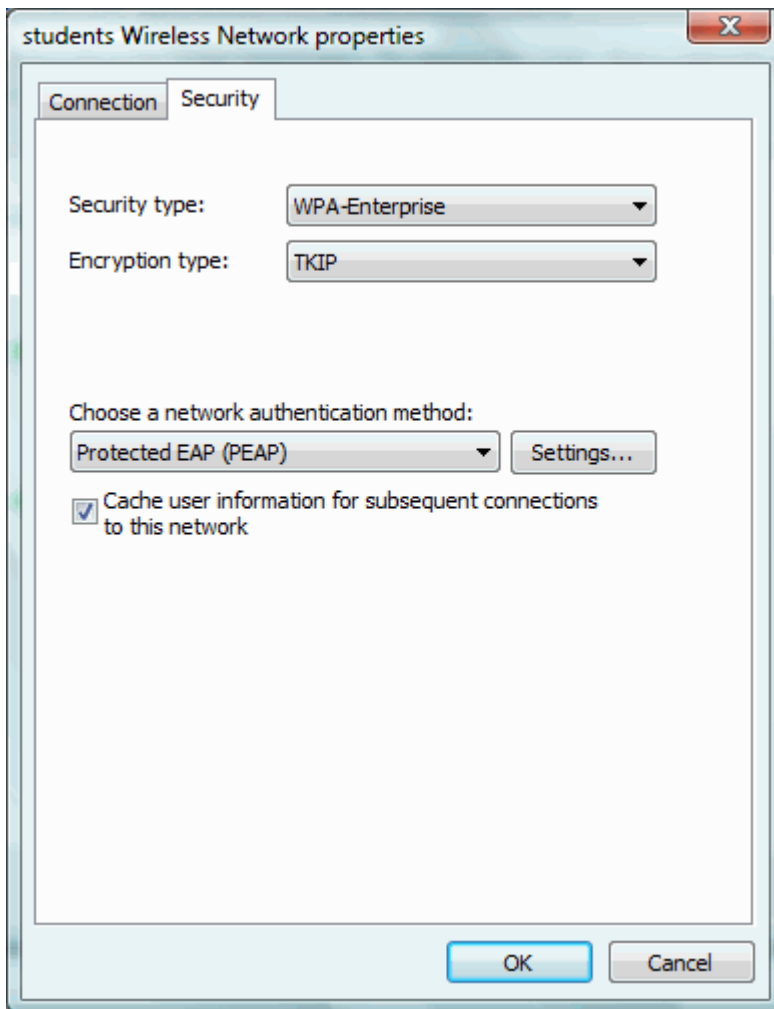 students Wireless Network properties
Connection
Security
Security type:
WPA-Enterprise
Encryption type:
TKIP
Choose a network authentication method:
Protected EAP (PEAP)
Settings...
Cache user information for subsequent connections
to this network
OK
Cancel